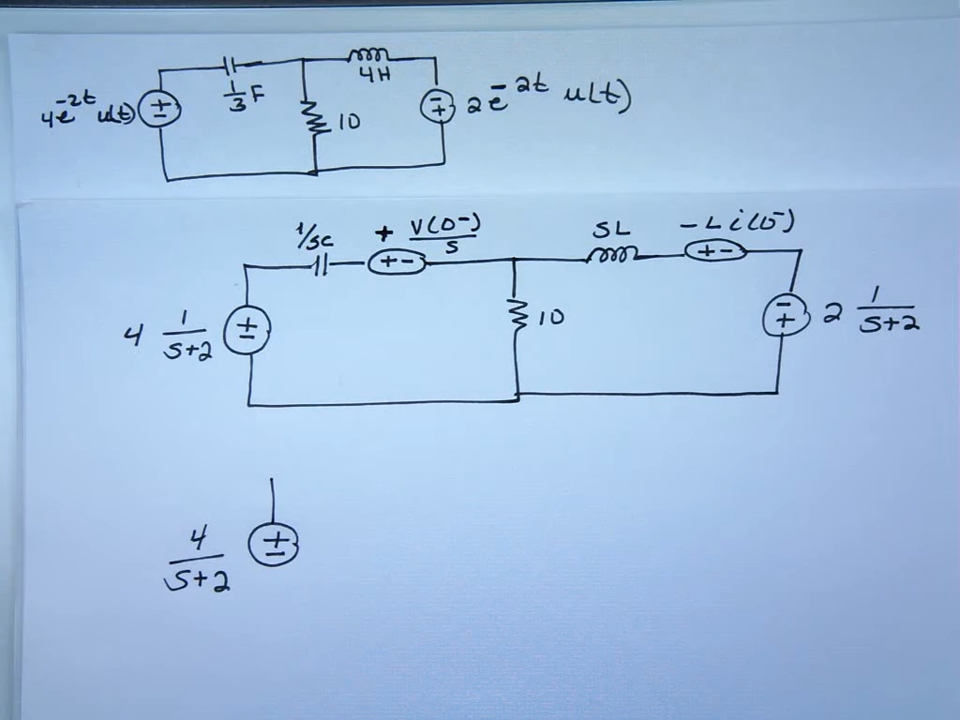 4H
1/3 F
4e^-2t u(t)
+ -
10
- +
2e^-2t u(t)
1/sc
+ v(0-)/s
+ -
SL
-Li(0-)
+ -
4 1/(s+2)
+ -
10
- +
2 1/(s+2)
4/(s+2)
+ -